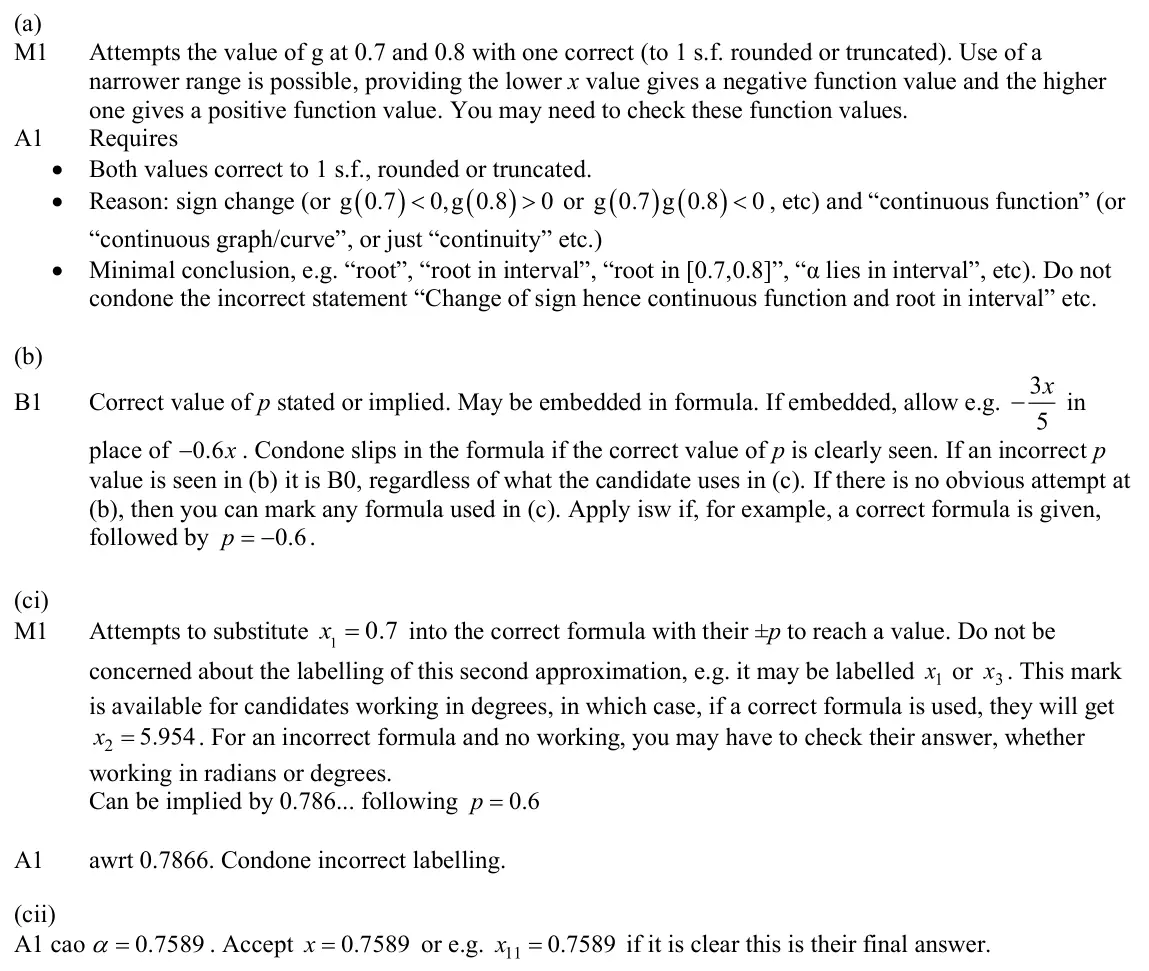 (a)
M1 Attempts the value of g at 0.7 and 0.8 with one correct (to 1 s.f. rounded or truncated). Use of a
narrower range is possible, providing the lower x value gives a negative function value and the higher
one gives a positive function value. You may need to check these function values.
A1 Requires
• Both values correct to 1 s.f., rounded or truncated.
• Reason: sign change (or g(0.7) < 0, g(0.8) > 0 or g(0.7)g(0.8) < 0 , etc) and “continuous function” (or
“continuous graph/curve”, or just “continuity” etc.)
• Minimal conclusion, e.g. “root”, “root in interval”, “root in [0.7,0.8]”, “α lies in interval”, etc). Do not
condone the incorrect statement “Change of sign hence continuous function and root in interval” etc.
(b)
B1 Correct value of p stated or implied. May be embedded in formula. If embedded, allow e.g. −3x/5 in
place of −0.6x . Condone slips in the formula if the correct value of p is clearly seen. If an incorrect p
value is seen in (b) it is B0, regardless of what the candidate uses in (c). If there is no obvious attempt at
(b), then you can mark any formula used in (c). Apply isw if, for example, a correct formula is given,
followed by p = −0.6 .
(ci)
M1 Attempts to substitute x₁ = 0.7 into the correct formula with their ±p to reach a value. Do not be
concerned about the labelling of this second approximation, e.g. it may be labelled x₁ or x₃ . This mark
is available for candidates working in degrees, in which case, if a correct formula is used, they will get
x₂ = 5.954 . For an incorrect formula and no working, you may have to check their answer, whether
working in radians or degrees.
Can be implied by 0.786... following p = 0.6
A1 awrt 0.7866. Condone incorrect labelling.
(cii)
A1 cao α = 0.7589 . Accept x = 0.7589 or e.g. x₁₁ = 0.7589 if it is clear this is their final answer.